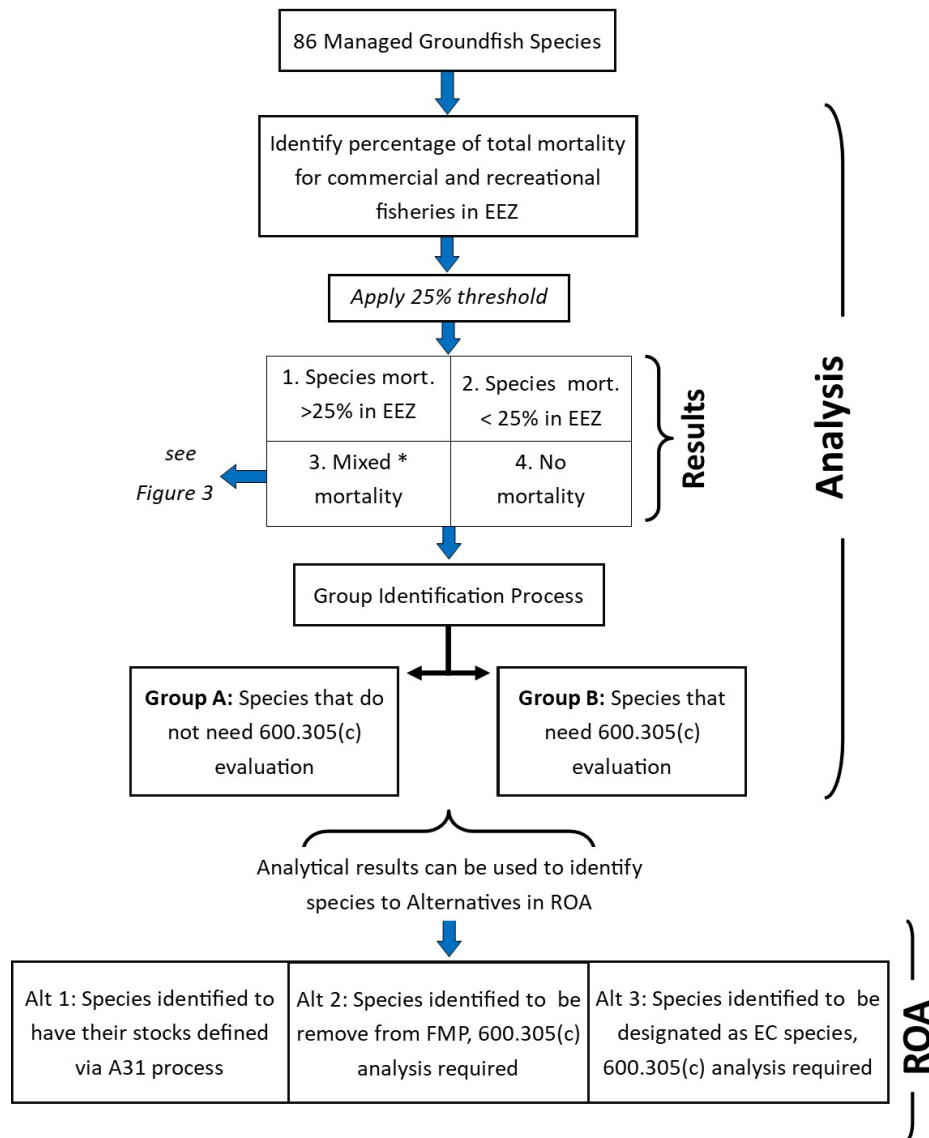 86 Managed Groundfish Species
Identify percentage of total mortality
for commercial and recreational
fisheries in EEZ
Apply 25% threshold
1. Species mort.
>25% in EEZ
2. Species mort.
< 25% in EEZ
3. Mixed *
mortality
4. No
mortality
see
Figure 3
Results
Analysis
Group Identification Process
Group A: Species that do
not need 600.305(c)
evaluation
Group B: Species that
need 600.305(c)
evaluation
Analytical results can be used to identify
species to Alternatives in ROA
Alt 1: Species identified to
have their stocks defined
via A31 process
Alt 2: Species identified to be
remove from FMP, 600.305(c)
analysis required
Alt 3: Species identified to be
designated as EC species,
600.305(c) analysis required
ROA